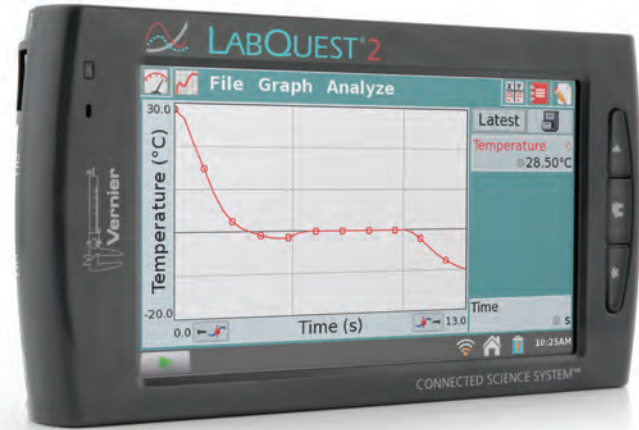 LABQUEST®2
File Graph Analyze
Latest
Temperature
28.50°C
30.0
Temperature (°C)
-20.0
0.0
Time (s)
13.0
Time
s
10:25AM
Vernier
CONNECTED SCIENCE SYSTEM™